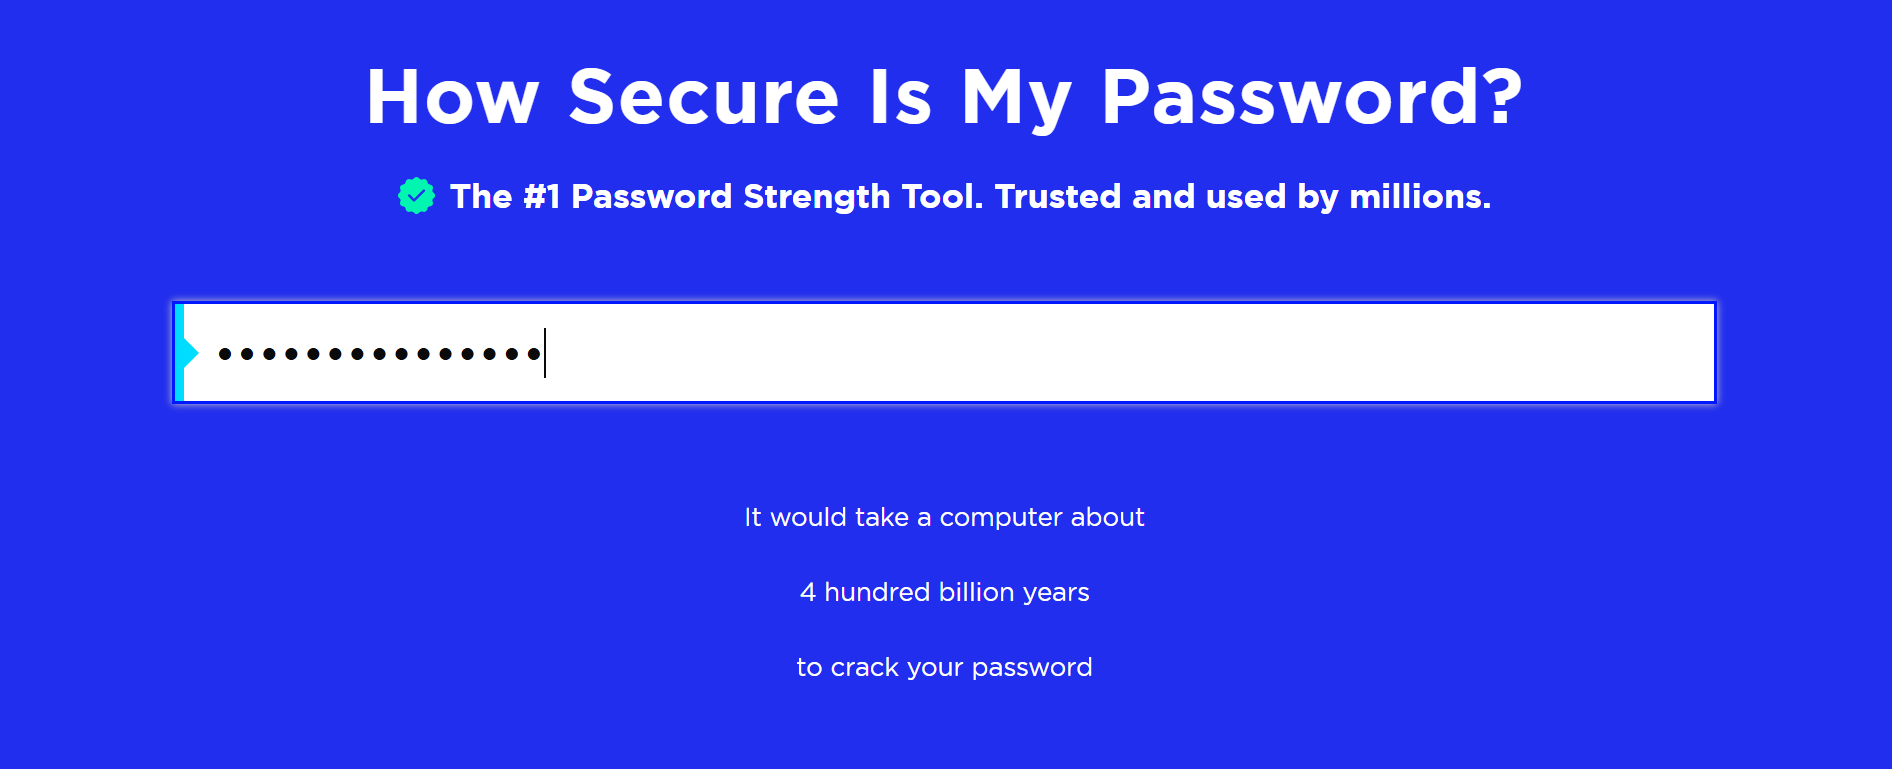 How Secure Is My Password?
The #1 Password Strength Tool. Trusted and used by millions.
•••••••••••••••
It would take a computer about
4 hundred billion years
to crack your password